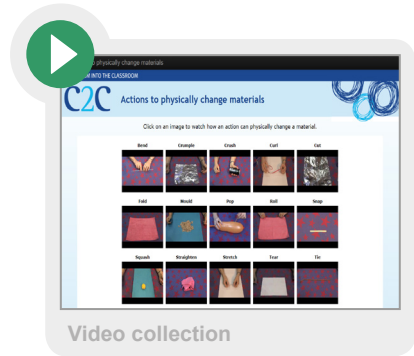 to physically change materials
M INTO THE CLASSROOM
C2C Actions to physically change materials
Click on an image to watch how an action can physically change a material.
Bend Crumple Crush Curl Cut
Fold Mould Pop Roll Snap
Squash Straighten Stretch Tear Tie
Video collection